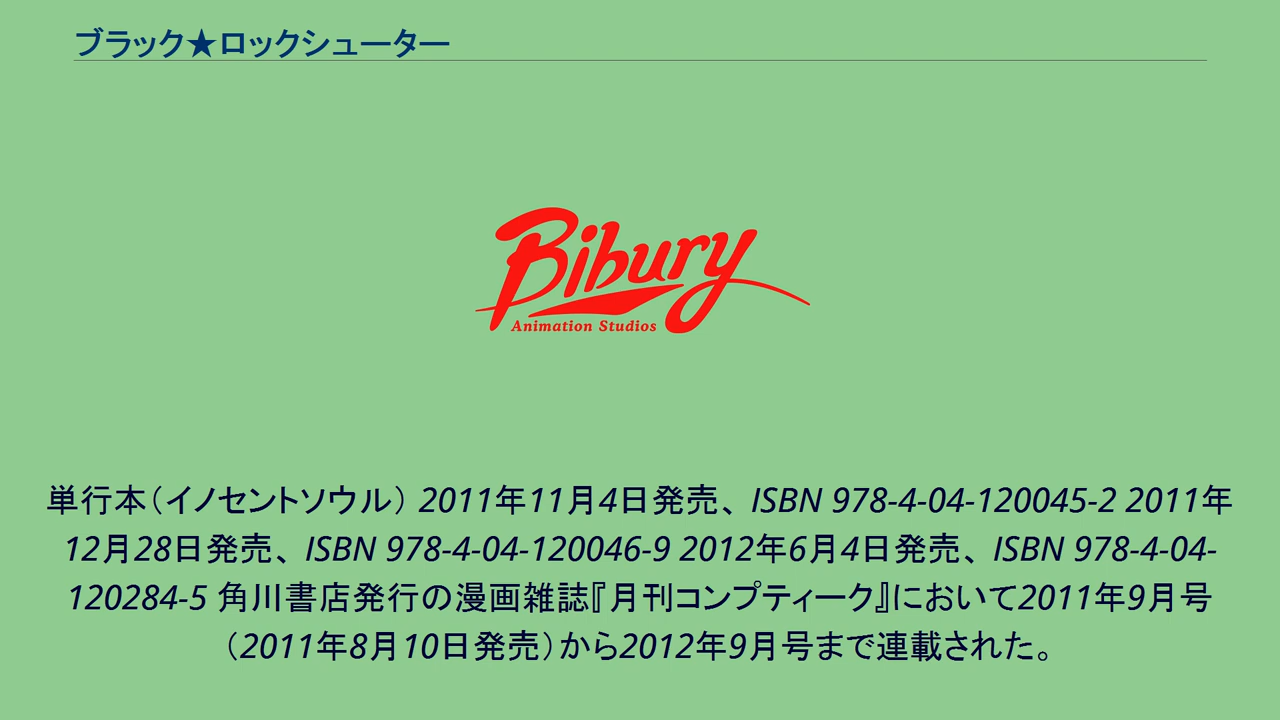 ブラック★ロックシューター
Bibury
Animation Studios
単行本（イノセントソウル） 2011年11月4日発売、ISBN 978-4-04-120045-2 2011年
12月28日発売、ISBN 978-4-04-120046-9 2012年6月4日発売、ISBN 978-4-04-
120284-5 角川書店発行の漫画雑誌『月刊コンプティーク』において2011年9月号
（2011年8月10日発売）から2012年9月号まで連載された。